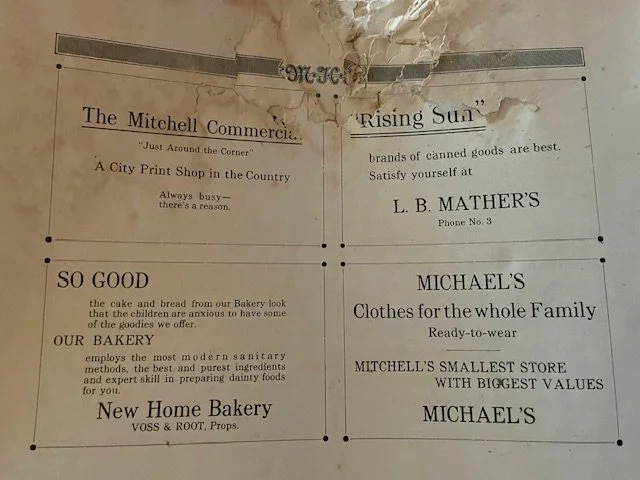 M-H
The Mitchell Commercial
"Just Around the Corner"
A City Print Shop in the Country
Always busy—
there's a reason.
"Rising Sun"
brands of canned goods are best.
Satisfy yourself at
L. B. MATHER'S
Phone No. 3
SO GOOD
the cake and bread from our Bakery look
that the children are anxious to have some
of the goodies we offer.
OUR BAKERY
employs the most modern sanitary
methods, the best and purest ingredients
and expert skill in preparing dainty foods
for you.
New Home Bakery
VOSS & ROOT, Props.
MICHAEL'S
Clothes for the whole Family
Ready-to-wear
MITCHELL'S SMALLEST STORE
WITH BIGGEST VALUES
MICHAEL'S